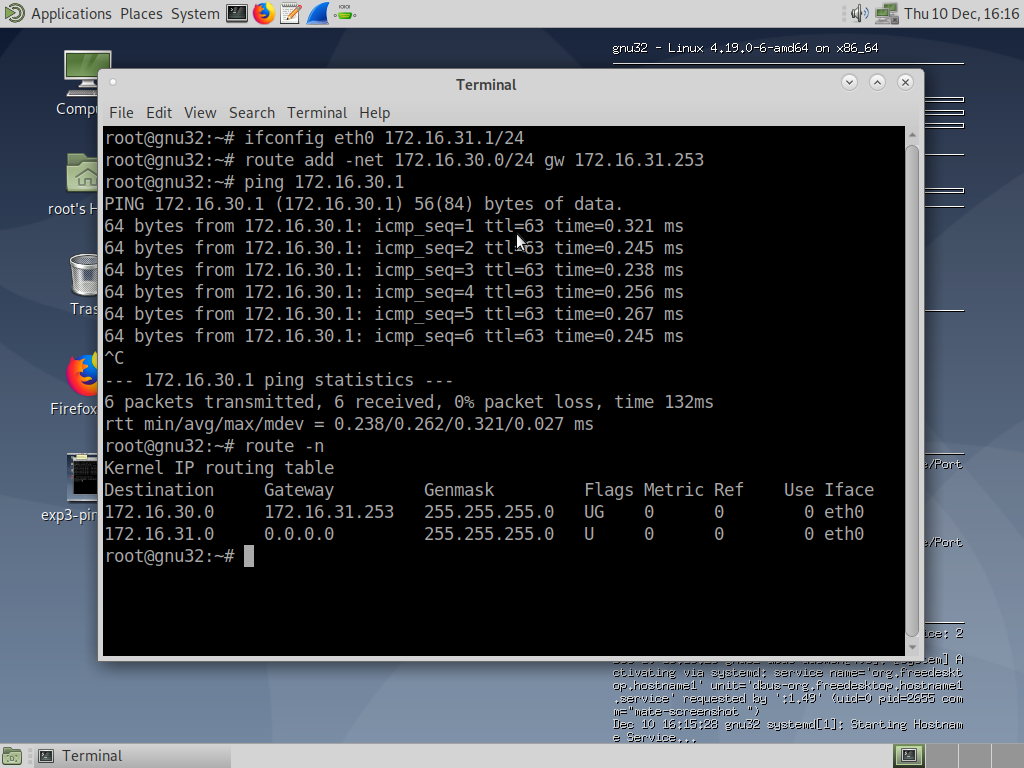 Applications Places System
Thu 10 Dec, 16:16
gnu32 - Linux 4.19.0-6-amd64 on x86_64
Compu
root's H
Tras
Firefox
exp3-pin
Terminal
File Edit View Search Terminal Help
root@gnu32:~# ifconfig eth0 172.16.31.1/24
root@gnu32:~# route add -net 172.16.30.0/24 gw 172.16.31.253
root@gnu32:~# ping 172.16.30.1
PING 172.16.30.1 (172.16.30.1) 56(84) bytes of data.
64 bytes from 172.16.30.1: icmp_seq=1 ttl=63 time=0.321 ms
64 bytes from 172.16.30.1: icmp_seq=2 ttl=63 time=0.245 ms
64 bytes from 172.16.30.1: icmp_seq=3 ttl=63 time=0.238 ms
64 bytes from 172.16.30.1: icmp_seq=4 ttl=63 time=0.256 ms
64 bytes from 172.16.30.1: icmp_seq=5 ttl=63 time=0.267 ms
64 bytes from 172.16.30.1: icmp_seq=6 ttl=63 time=0.245 ms
^C
--- 172.16.30.1 ping statistics ---
6 packets transmitted, 6 received, 0% packet loss, time 132ms
rtt min/avg/max/mdev = 0.238/0.262/0.321/0.027 ms
root@gnu32:~# route -n
Kernel IP routing table
Destination Gateway Genmask Flags Metric Ref Use Iface
172.16.30.0 172.16.31.253 255.255.255.0 UG 0 0 0 eth0
172.16.31.0 0.0.0.0 255.255.255.0 U 0 0 0 eth0
root@gnu32:~#
e/Port
e/Port
ice: 2
tem] A
ctivating via systemd: service name='org.freedeskt
op.hostname1' unit='dbus-org.freedesktop.hostname1
.service' requested by ':1.49' (uid=0 pid=2655 com
m="mate-screenshot ")
Dec 10 16:15:28 gnu32 systemd[1]: Starting Hostnam
e Service...
Terminal